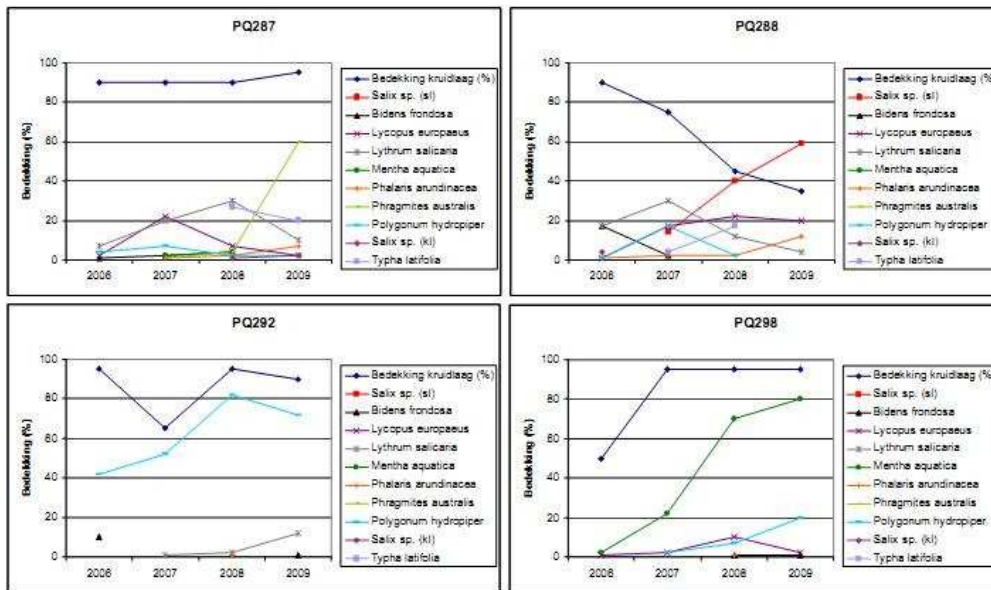 PQ287
100
80
60
40
20
0
Bedekking (%)
2006 2007 2008 2009
Bedekking kruidlaag (%)
Salix sp. (sl)
Bidens frondosa
Lycopus europaeus
Lythrum salicaria
Mentha aquatica
Phalaris arundinacea
Phragmites australis
Polygonum hydropiper
Salix sp. (kl)
Typha latifolia
PQ288
100
80
60
40
20
0
Bedekking (%)
2006 2007 2008 2009
Bedekking kruidlaag (%)
Salix sp. (sl)
Bidens frondosa
Lycopus europaeus
Lythrum salicaria
Mentha aquatica
Phalaris arundinacea
Phragmites australis
Polygonum hydropiper
Salix sp. (kl)
Typha latifolia
PQ292
100
80
60
40
20
0
Bedekking (%)
2006 2007 2008 2009
Bedekking kruidlaag (%)
Salix sp. (sl)
Bidens frondosa
Lycopus europaeus
Lythrum salicaria
Mentha aquatica
Phalaris arundinacea
Phragmites australis
Polygonum hydropiper
Salix sp. (kl)
Typha latifolia
PQ298
100
80
60
40
20
0
Bedekking (%)
2006 2007 2008 2009
Bedekking kruidlaag (%)
Salix sp. (sl)
Bidens frondosa
Lycopus europaeus
Lythrum salicaria
Mentha aquatica
Phalaris arundinacea
Phragmites australis
Polygonum hydropiper
Salix sp. (kl)
Typha latifolia